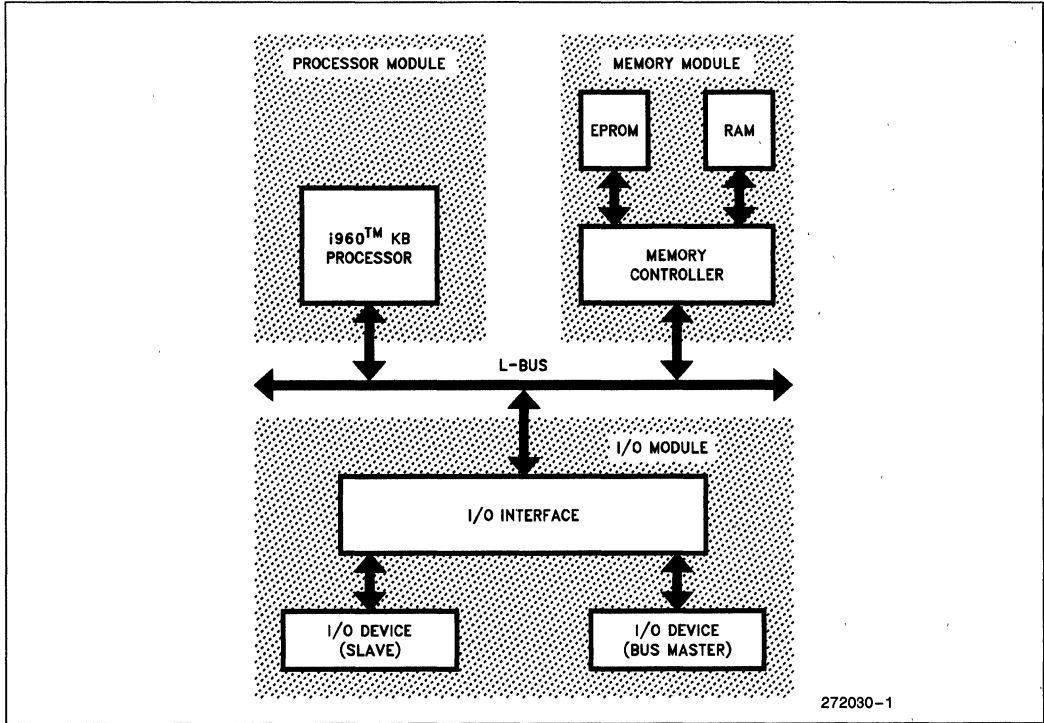 PROCESSOR MODULE
MEMORY MODULE
EPROM
RAM
i960™ KB
PROCESSOR
MEMORY
CONTROLLER
L-BUS
I/O MODULE
I/O INTERFACE
I/O DEVICE
(SLAVE)
I/O DEVICE
(BUS MASTER)
272030-1